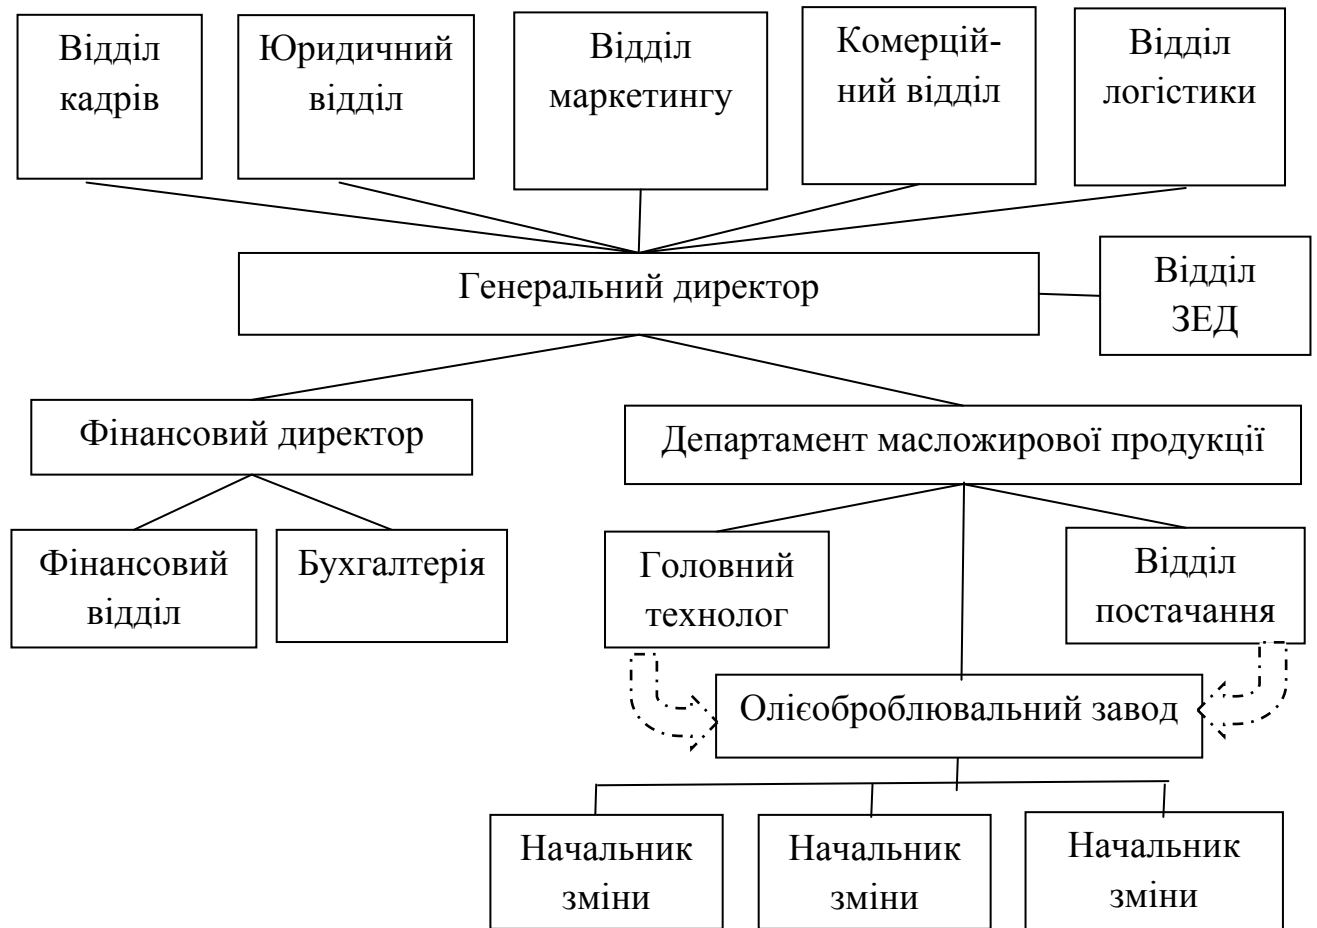 Відділ
кадрів
Юридичний
відділ
Відділ
маркетингу
Комерцій-
ний відділ
Відділ
логістики
Генеральний директор
Відділ
ЗЕД
Фінансовий директор
Департамент масложирової продукції
Фінансовий
відділ
Бухгалтерія
Головний
технолог
Відділ
постачання
Олієоброблювальний завод
Начальник
зміни
Начальник
зміни
Начальник
зміни